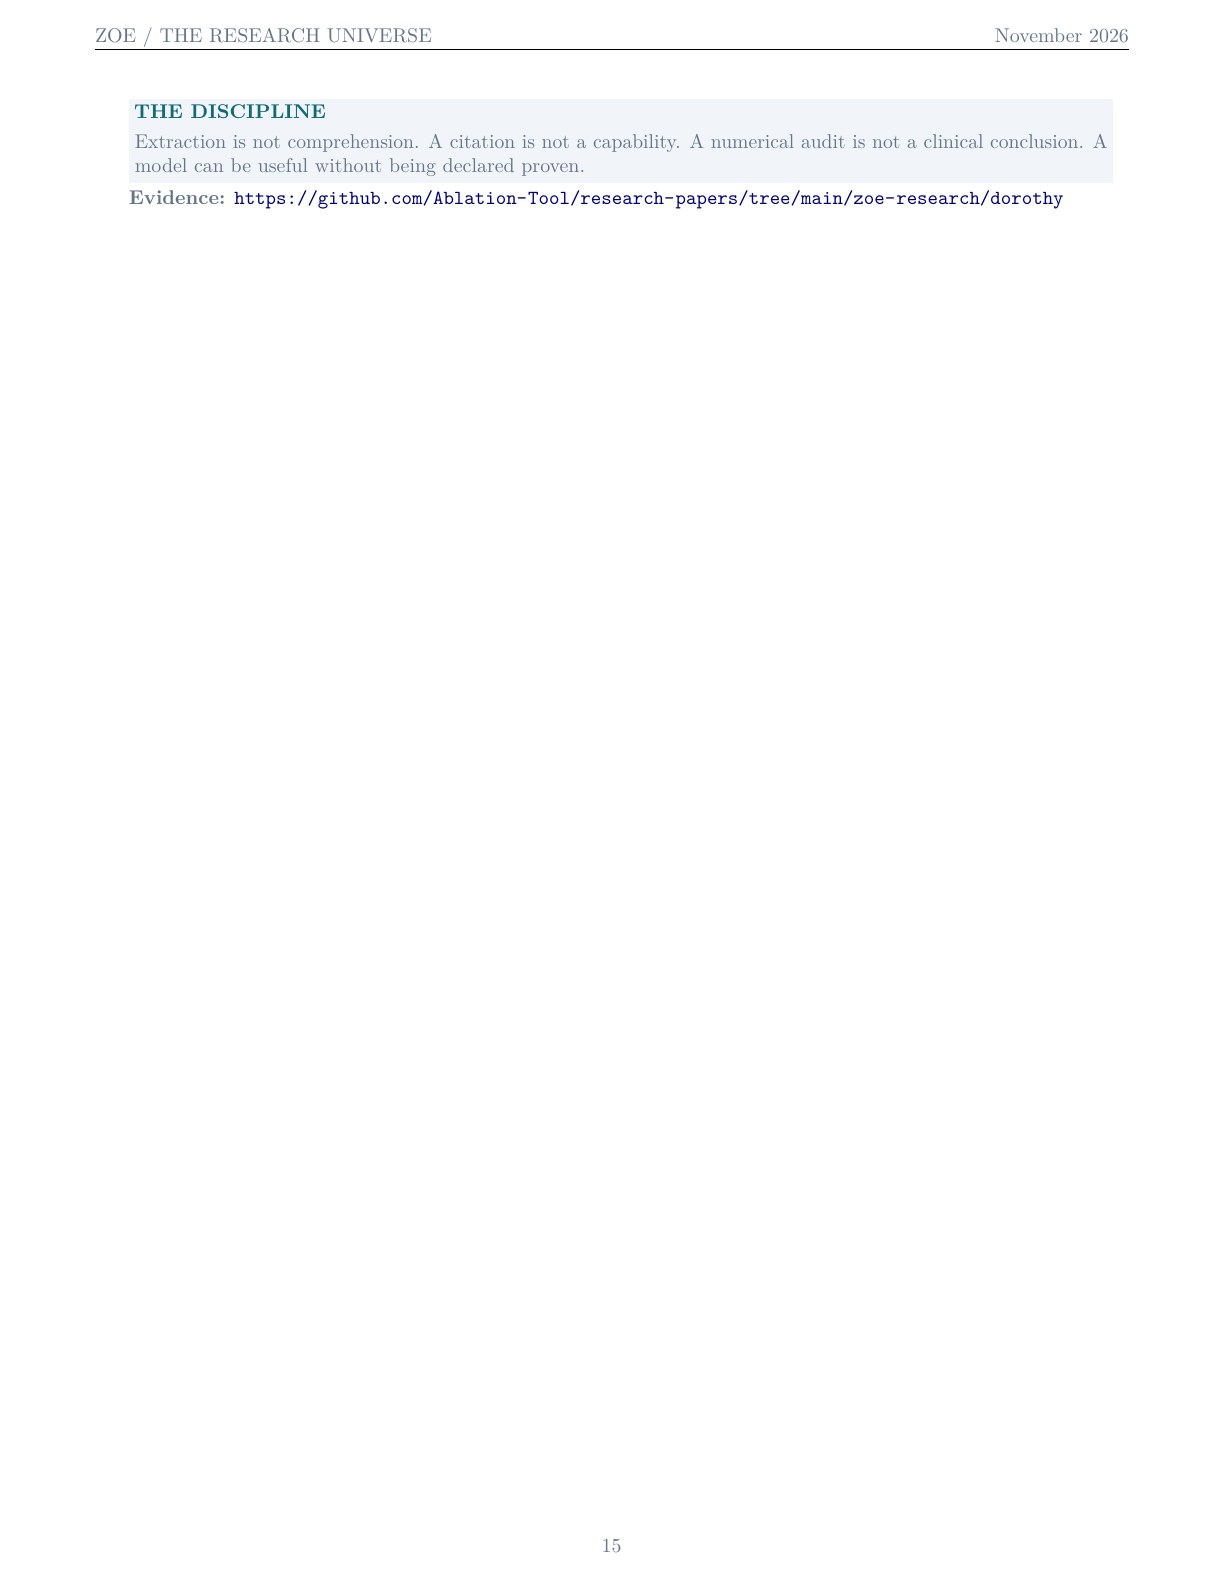 ZOE / THE RESEARCH UNIVERSE November 2026
THE DISCIPLINE
Extraction is not comprehension. A citation is not a capability. A numerical audit is not a clinical conclusion. A
model can be useful without being declared proven.
Evidence: https://github.com/Ablation-Tool/research-papers/tree/main/zoe-research/dorothy
15